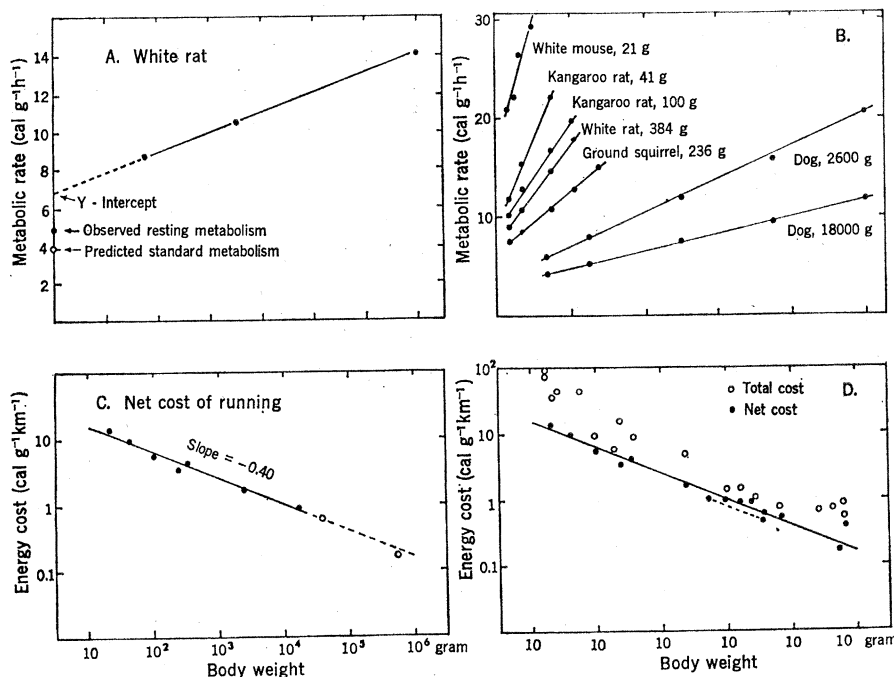 A. White rat
Metabolic rate (cal g⁻¹h⁻¹)
14
12
10
8
6
4
2
0
Y - Intercept
Observed resting metabolism
Predicted standard metabolism
B.
Metabolic rate (cal g⁻¹h⁻¹)
30
20
10
White mouse, 21 g
Kangaroo rat, 41 g
Kangaroo rat, 100 g
White rat, 384 g
Ground squirrel, 236 g
Dog, 2600 g
Dog, 18000 g
C. Net cost of running
Energy cost (cal g⁻¹km⁻¹)
10
1
0.1
Slope = -0.40
10 10² 10³ 10⁴ 10⁵ 10⁶ gram
Body weight
D.
Energy cost (cal g⁻¹km⁻¹)
10²
10
1
0.1
Total cost
Net cost
10 10 10 10 10 10 gram
Body weight